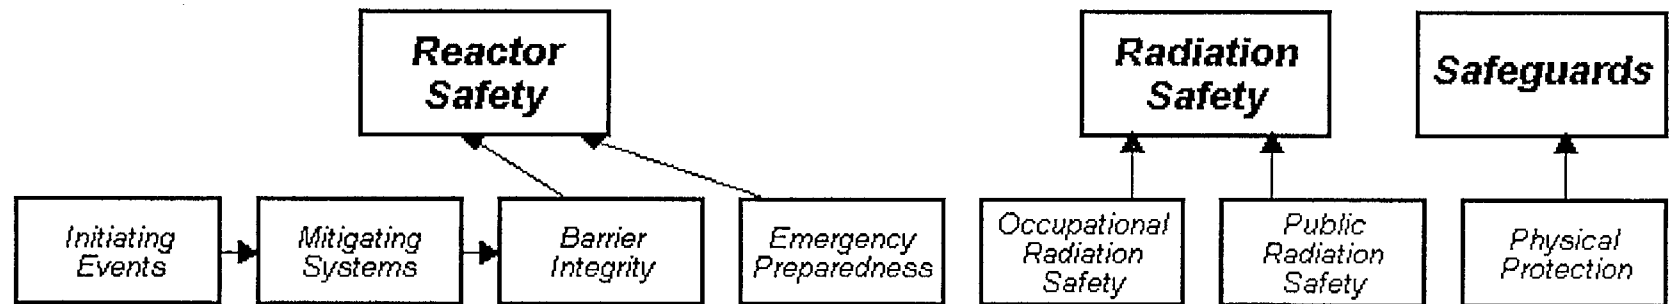 Reactor
Safety
Radiation
Safety
Safeguards
Initiating
Events
Mitigating
Systems
Barrier
Integrity
Emergency
Preparedness
Occupational
Radiation
Safety
Public
Radiation
Safety
Physical
Protection